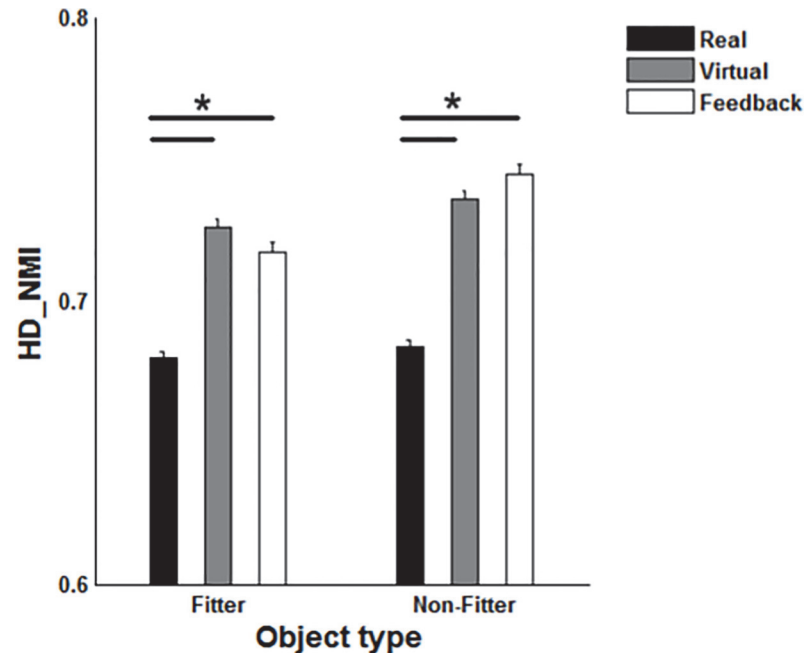 0.8
Real
Virtual
Feedback
*
*
HD_NMI
0.7
0.6
Fitter
Non-Fitter
Object type